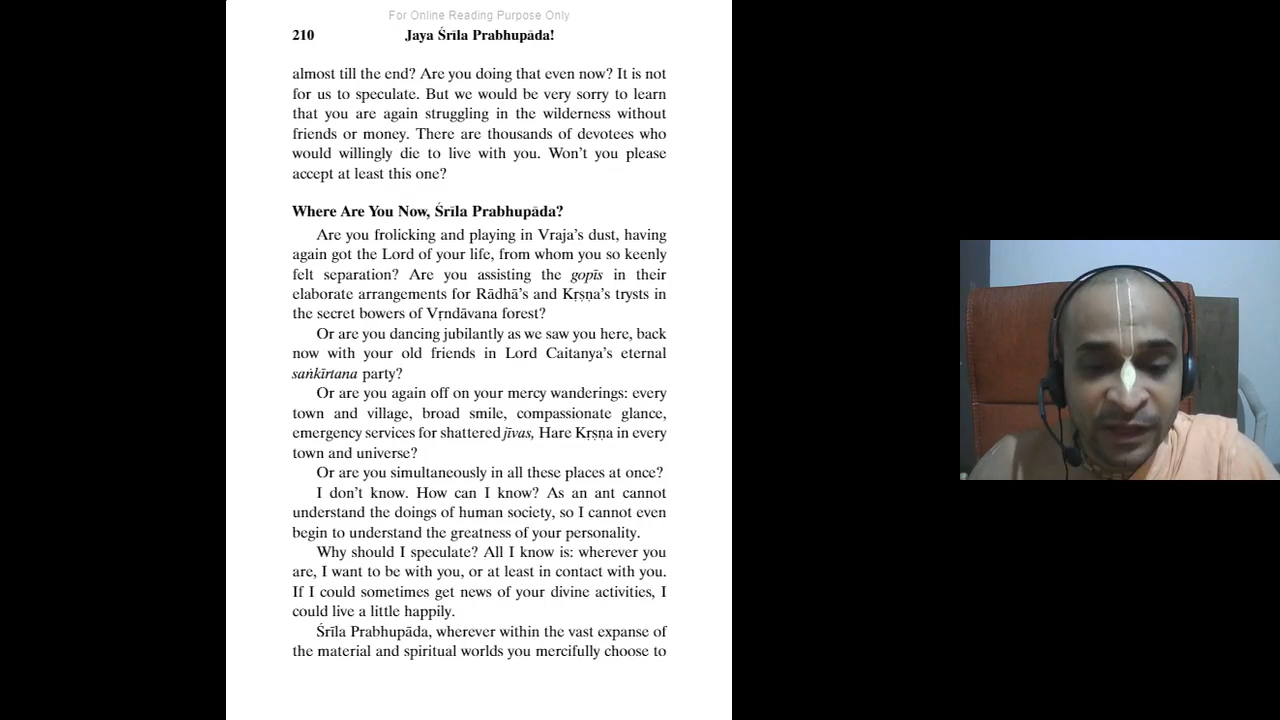 For Online Reading Purpose Only
210 Jaya Śrīla Prabhupāda!
almost till the end? Are you doing that even now? It is not
for us to speculate. But we would be very sorry to learn
that you are again struggling in the wilderness without
friends or money. There are thousands of devotees who
would willingly die to live with you. Won’t you please
accept at least this one?
Where Are You Now, Śrīla Prabhupāda?
Are you frolicking and playing in Vraja’s dust, having
again got the Lord of your life, from whom you so keenly
felt separation? Are you assisting the gopīs in their
elaborate arrangements for Rādhā’s and Kṛṣṇa’s trysts in
the secret bowers of Vṛndāvana forest?
Or are you dancing jubilantly as we saw you here, back
now with your old friends in Lord Caitanya’s eternal
saṅkīrtana party?
Or are you again off on your mercy wanderings: every
town and village, broad smile, compassionate glance,
emergency services for shattered jīvas, Hare Kṛṣṇa in every
town and universe?
Or are you simultaneously in all these places at once?
I don’t know. How can I know? As an ant cannot
understand the doings of human society, so I cannot even
begin to understand the greatness of your personality.
Why should I speculate? All I know is: wherever you
are, I want to be with you, or at least in contact with you.
If I could sometimes get news of your divine activities, I
could live a little happily.
Śrīla Prabhupāda, wherever within the vast expanse of
the material and spiritual worlds you mercifully choose to